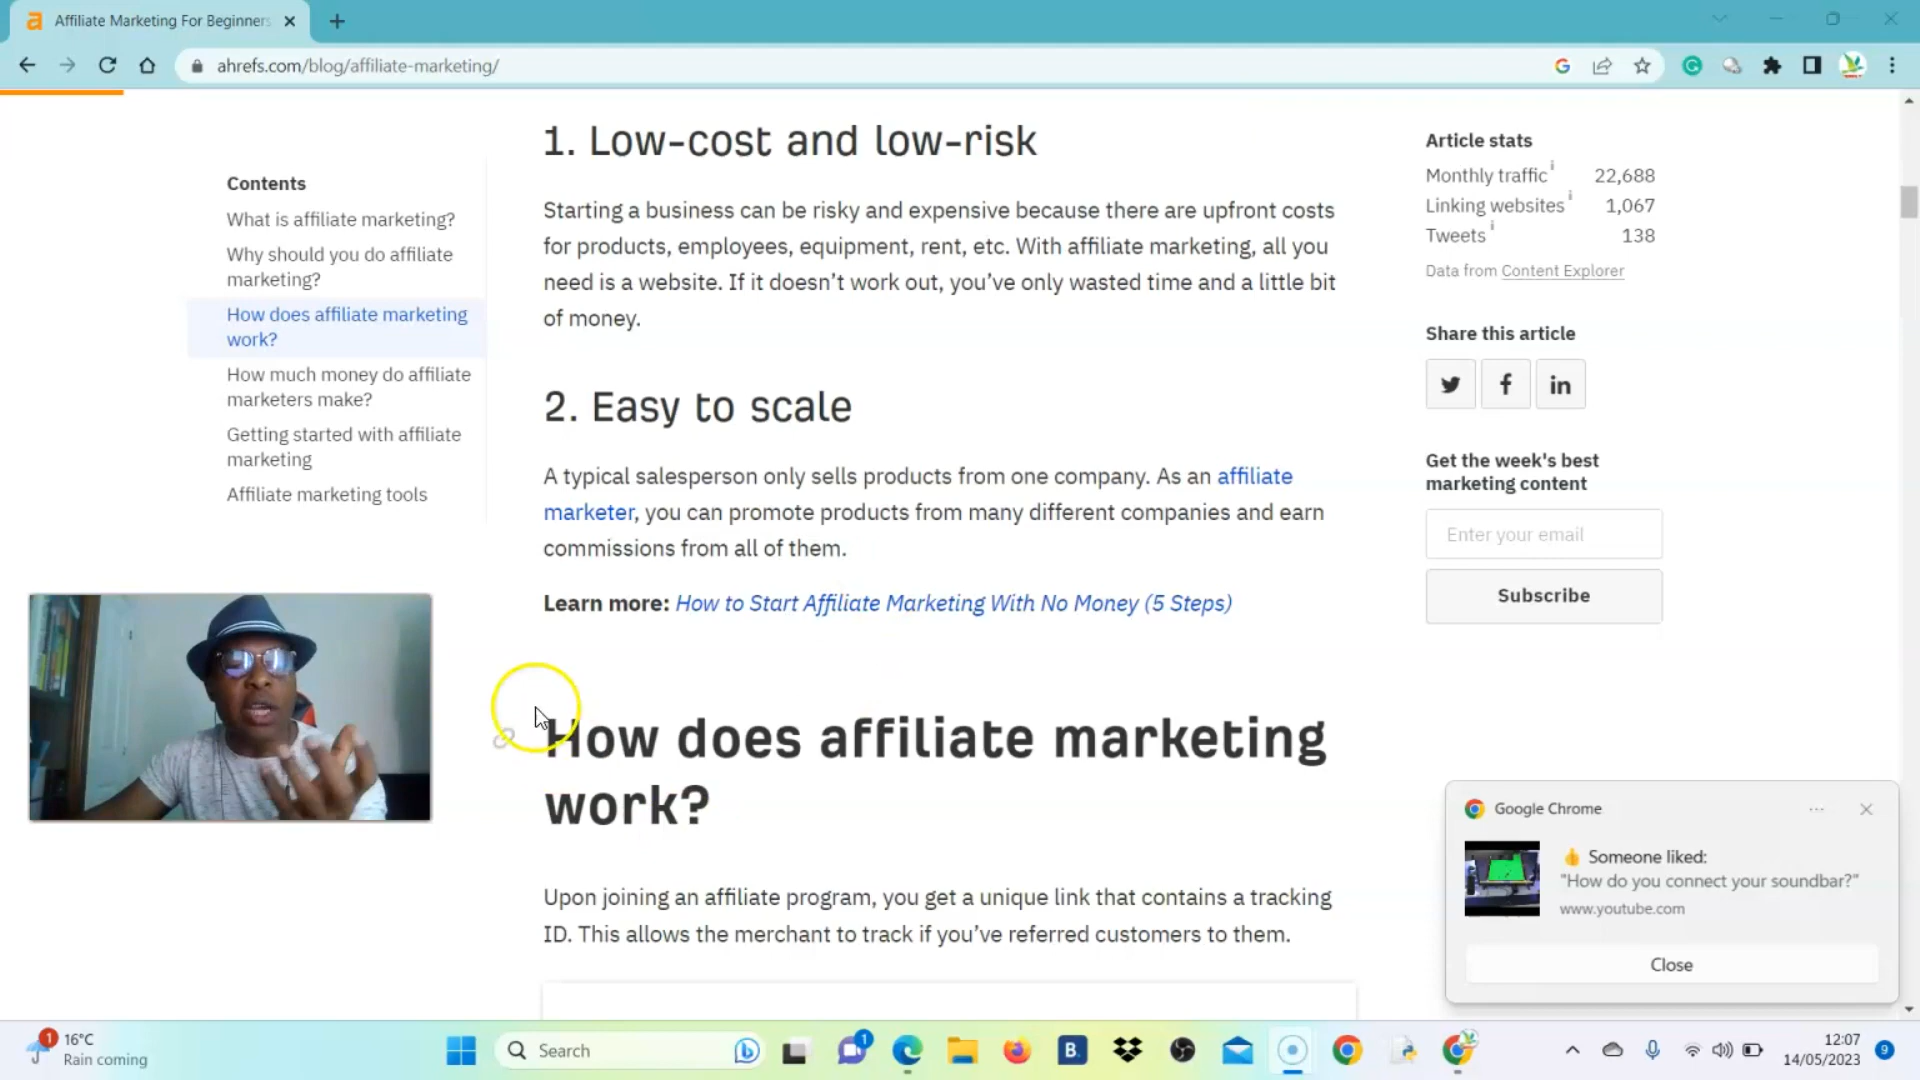 Affiliate Marketing For Beginners
ahrefs.com/blog/affiliate-marketing/
Contents
What is affiliate marketing?
Why should you do affiliate
marketing?
How does affiliate marketing
work?
How much money do affiliate
marketers make?
Getting started with affiliate
marketing
Affiliate marketing tools
1. Low-cost and low-risk
Starting a business can be risky and expensive because there are upfront costs
for products, employees, equipment, rent, etc. With affiliate marketing, all you
need is a website. If it doesn’t work out, you’ve only wasted time and a little bit
of money.
2. Easy to scale
A typical salesperson only sells products from one company. As an affiliate
marketer, you can promote products from many different companies and earn
commissions from all of them.
Learn more: How to Start Affiliate Marketing With No Money (5 Steps)
How does affiliate marketing
work?
Upon joining an affiliate program, you get a unique link that contains a tracking
ID. This allows the merchant to track if you’ve referred customers to them.
Article stats
Monthly traffic i 22,688
Linking websites i 1,067
Tweets i 138
Data from Content Explorer
Share this article
Get the week's best
marketing content
Enter your email
Subscribe
Google Chrome
👍 Someone liked:
"How do you connect your soundbar?"
www.youtube.com
Close
1
16°C
Rain coming
Search
1
B.
12:07
14/05/2023
9